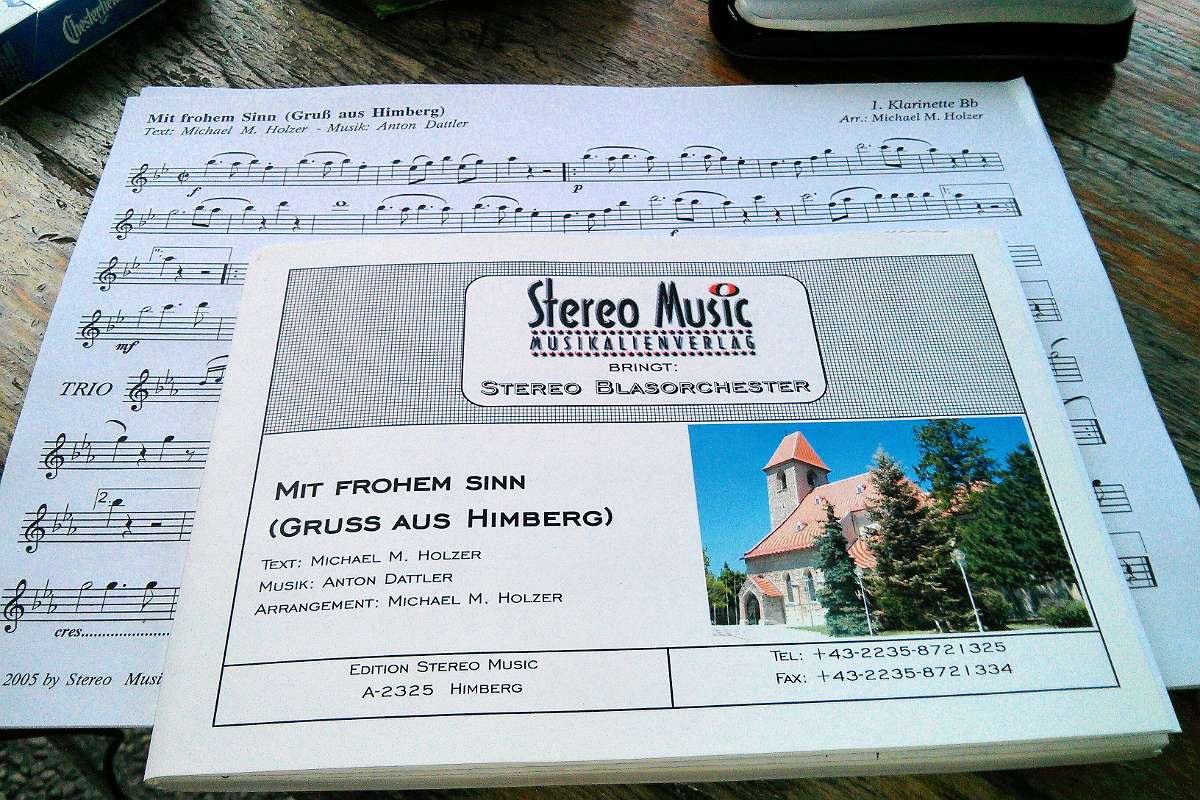 Chesterfield
Mit frohem Sinn (Gruß aus Himberg)
Text: Michael M. Holzer - Musik: Anton Dattler
1. Klarinette Bb
Arr.: Michael M. Holzer
f
p
f
1.
mf
TRIO
2.
cres
2005 by Stereo Musi
Stereo Music
MUSIKALIENVERLAG
BRINGT:
STEREO BLASORCHESTER
MIT FROHEM SINN
(GRUSS AUS HIMBERG)
TEXT: MICHAEL M. HOLZER
MUSIK: ANTON DATTLER
ARRANGEMENT: MICHAEL M. HOLZER
EDITION STEREO MUSIC
A-2325 HIMBERG
TEL: +43-2235-8721325
FAX: +43-2235-8721334